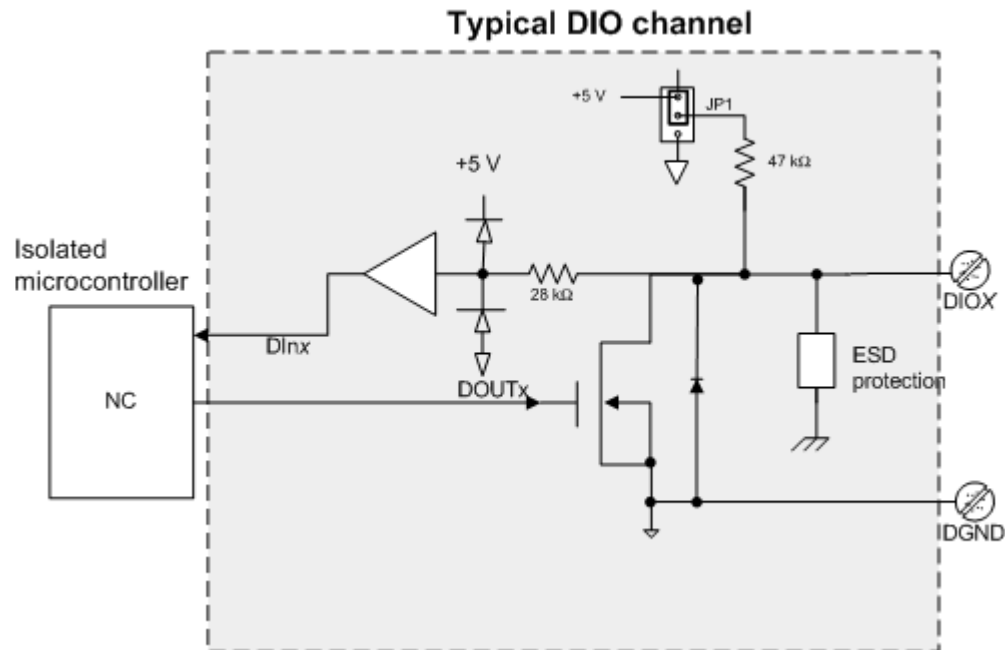 Typical DIO channel
+5 V
JP1
47 kΩ
+5 V
Isolated
microcontroller
28 kΩ
DIOX
DInx
ESD
protection
NC
DOUTx
IDGND